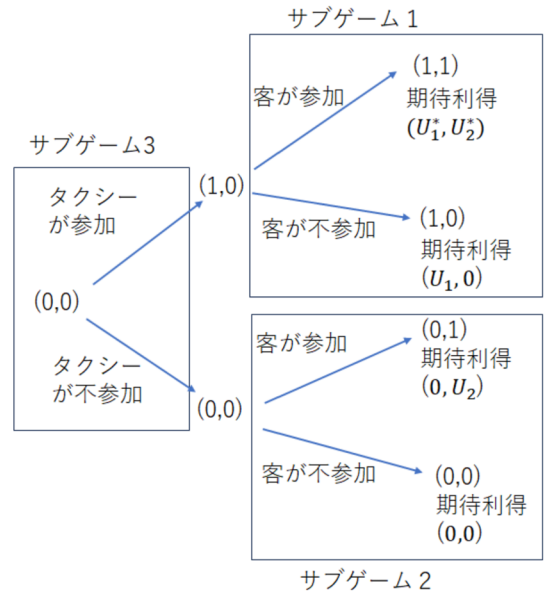 サブゲーム1
客が参加
(1,1)
期待利得
(U₁*, U₂*)
サブゲーム3
タクシー
が参加
(1,0)
客が不参加
(1,0)
期待利得
(U₁, 0)
(0,0)
タクシー
が不参加
(0,0)
客が参加
(0,1)
期待利得
(0, U₂)
客が不参加
(0,0)
期待利得
(0,0)
サブゲーム2